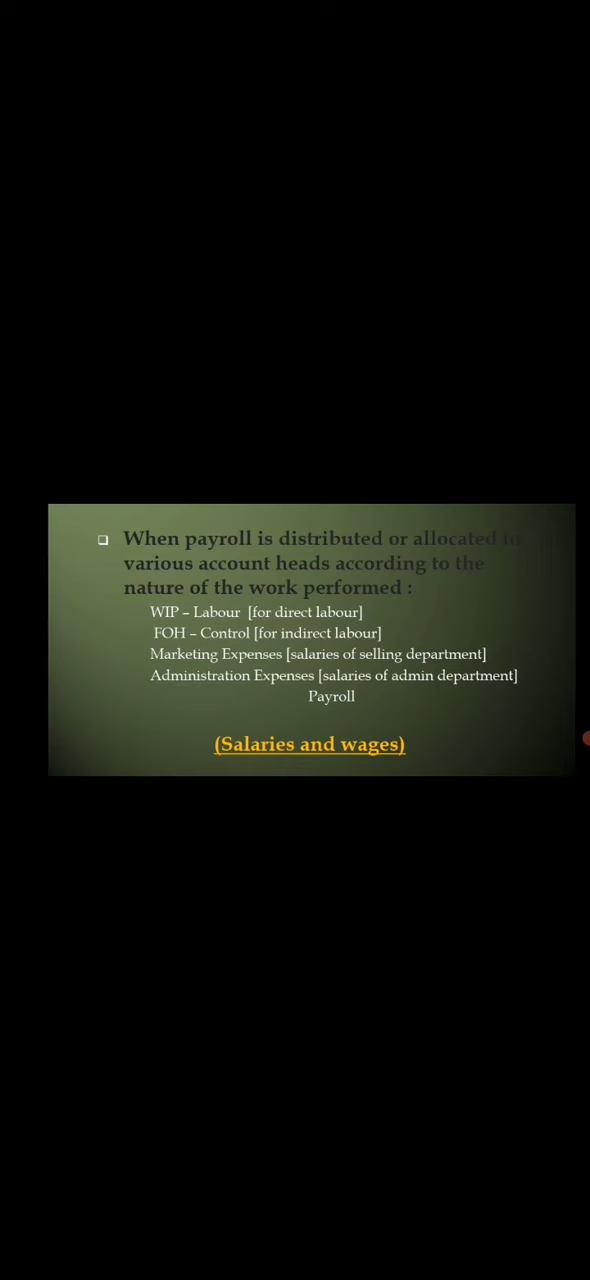 ❑ When payroll is distributed or allocated to
various account heads according to the
nature of the work performed :
WIP – Labour [for direct labour]
FOH – Control [for indirect labour]
Marketing Expenses [salaries of selling department]
Administration Expenses [salaries of admin department]
Payroll
(Salaries and wages)